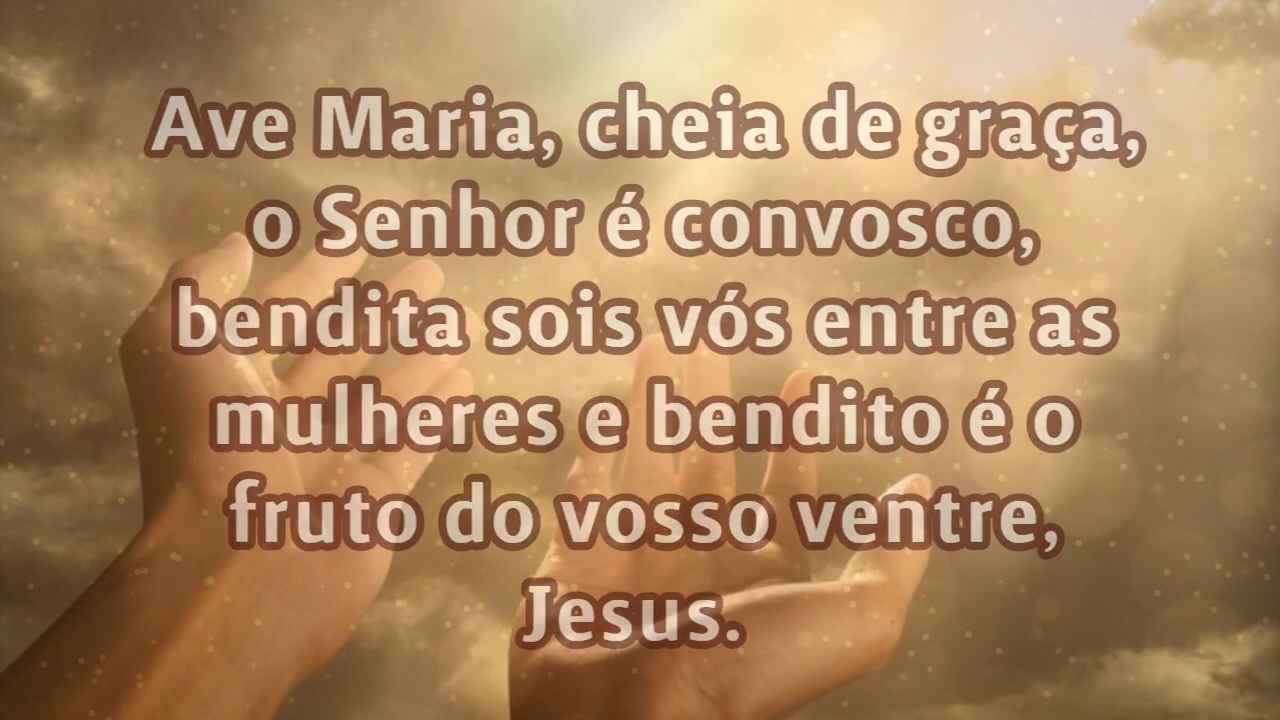 Ave Maria, cheia de graça,
o Senhor é convosco,
bendita sois vós entre as
mulheres e bendito é o
fruto do vosso ventre,
Jesus.